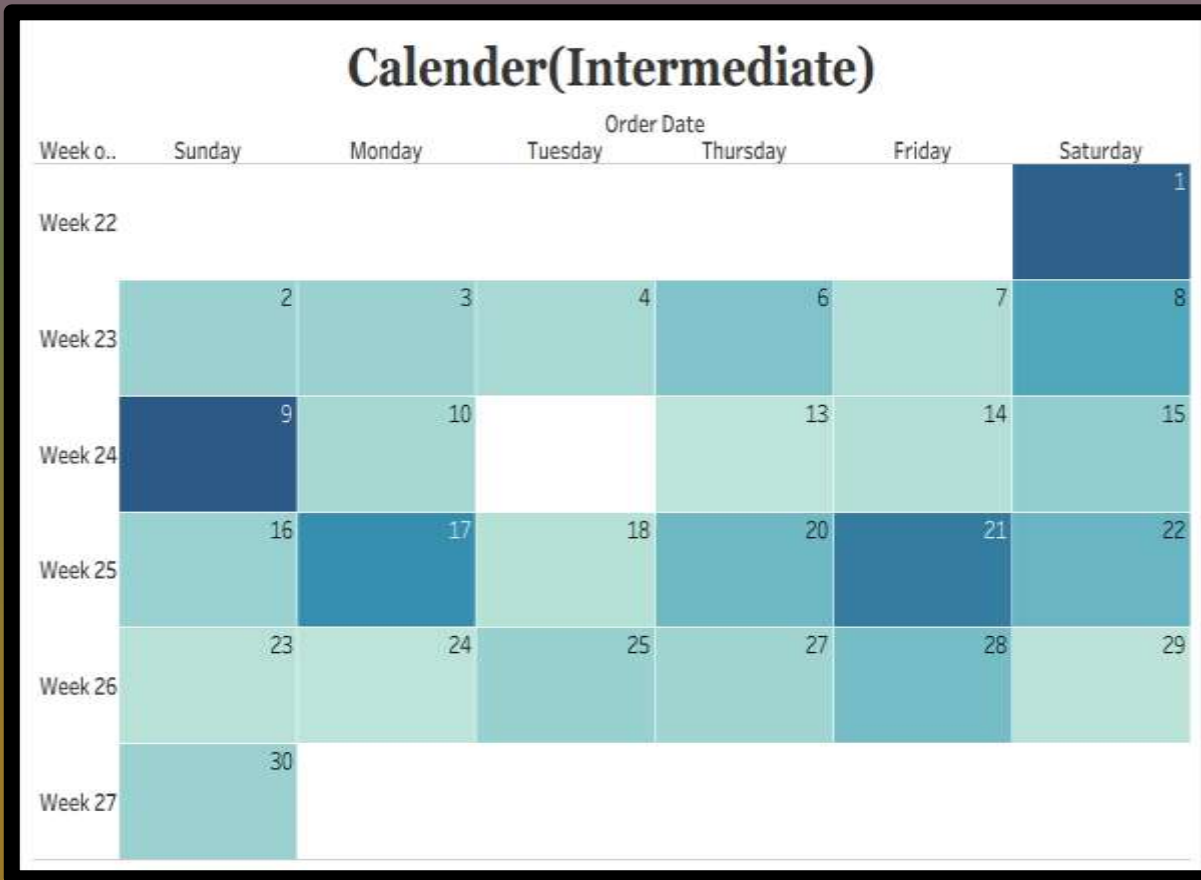 Calender(Intermediate)
Order Date
Week o.. Sunday Monday Tuesday Thursday Friday Saturday
Week 22 1
Week 23 2 3 4 6 7 8
Week 24 9 10 13 14 15
Week 25 16 17 18 20 21 22
Week 26 23 24 25 27 28 29
Week 27 30